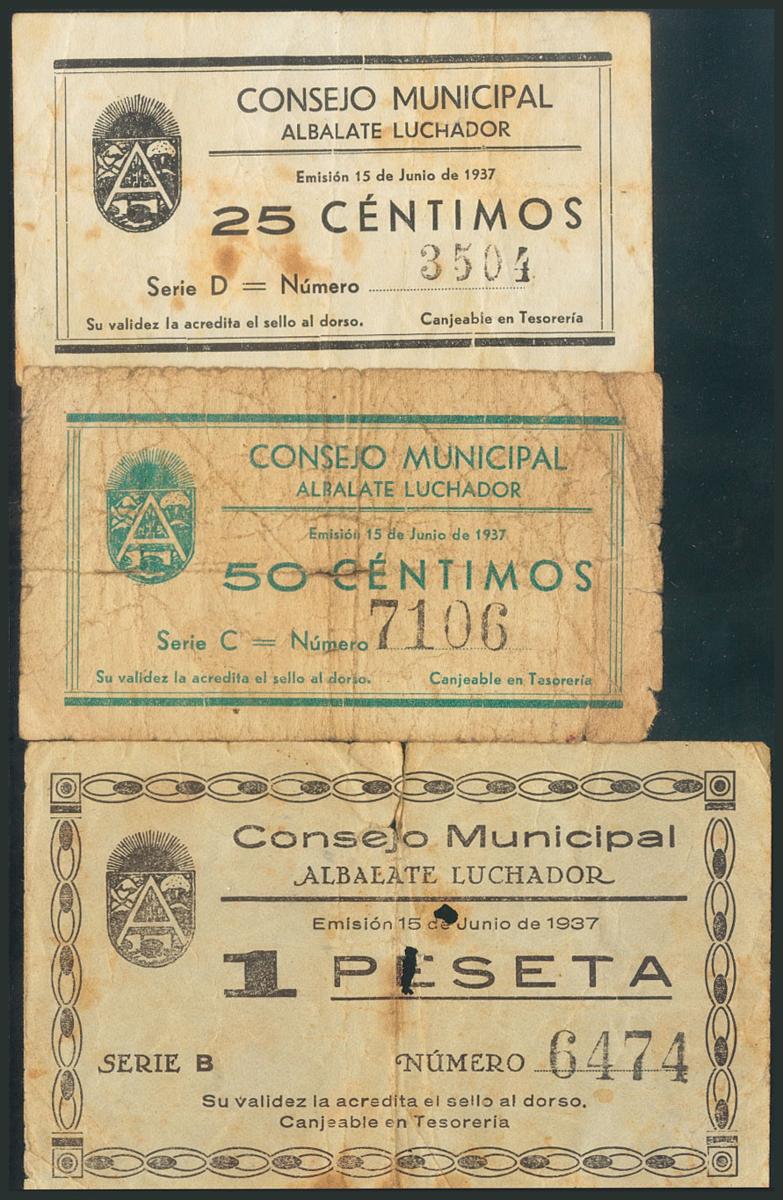 CONSEJO MUNICIPAL
ALBALATE LUCHADOR
Emisión 15 de Junio de 1937
25 CÉNTIMOS
Serie D = Número 3504
Su validez la acredita el sello al dorso. Canjeable en Tesorería
CONSEJO MUNICIPAL
ALBALATE LUCHADOR
Emisión 15 de Junio de 1937
50 CÉNTIMOS
Serie C = Número 7106
Su validez la acredita el sello al dorso. Canjeable en Tesorería
Consejo Municipal
ALBALATE LUCHADOR
Emisión 15 de Junio de 1937
1 PESETA
SERIE B NÚMERO 6474
Su validez la acredita el sello al dorso.
Canjeable en Tesorería